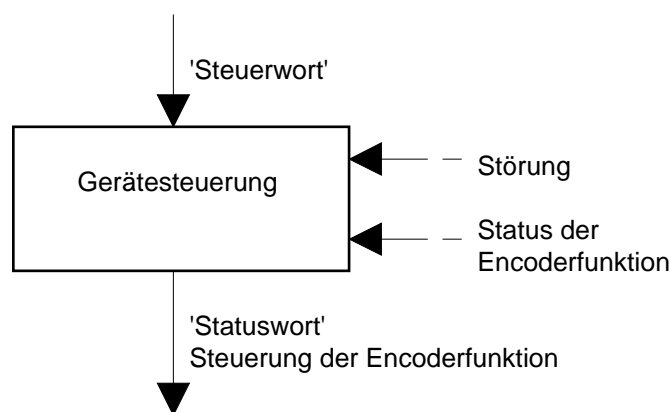 'Steuerwort'
Gerätesteuerung
Störung
Status der
Encoderfunktion
'Statuswort'
Steuerung der Encoderfunktion